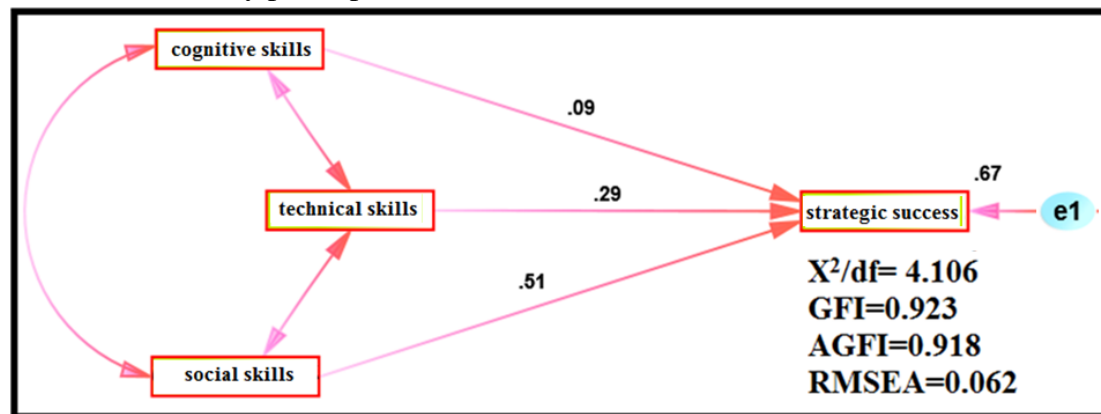 cognitive skills
.09
.67
technical skills
.29
strategic success
e1
X²/df= 4.106
GFI=0.923
.51
AGFI=0.918
social skills
RMSEA=0.062